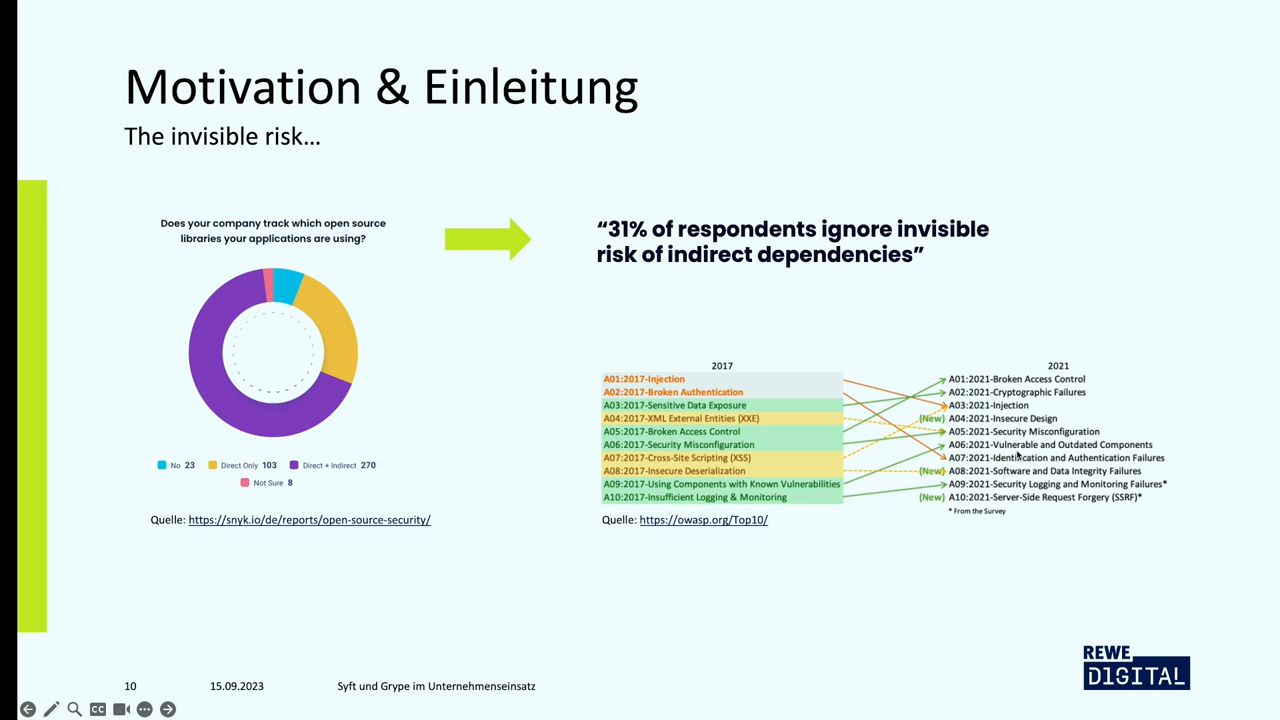 Motivation & Einleitung
The invisible risk...
Does your company track which open source
libraries your applications are using?
No 23
Direct Only 103
Direct + Indirect 270
Not Sure 8
Quelle: https://snyk.io/de/reports/open-source-security/
“31% of respondents ignore invisible
risk of indirect dependencies”
2017
A01:2017-Injection
A02:2017-Broken Authentication
A03:2017-Sensitive Data Exposure
A04:2017-XML External Entities (XXE)
A05:2017-Broken Access Control
A06:2017-Security Misconfiguration
A07:2017-Cross-Site Scripting (XSS)
A08:2017-Insecure Deserialization
A09:2017-Using Components with Known Vulnerabilities
A10:2017-Insufficient Logging & Monitoring
2021
A01:2021-Broken Access Control
A02:2021-Cryptographic Failures
A03:2021-Injection
(New) A04:2021-Insecure Design
A05:2021-Security Misconfiguration
A06:2021-Vulnerable and Outdated Components
A07:2021-Identification and Authentication Failures
(New) A08:2021-Software and Data Integrity Failures
A09:2021-Security Logging and Monitoring Failures*
(New) A10:2021-Server-Side Request Forgery (SSRF)*
* From the Survey
Quelle: https://owasp.org/Top10/
REWE
D1GITAL
10
15.09.2023
Syft und Grype im Unternehmenseinsatz
CC